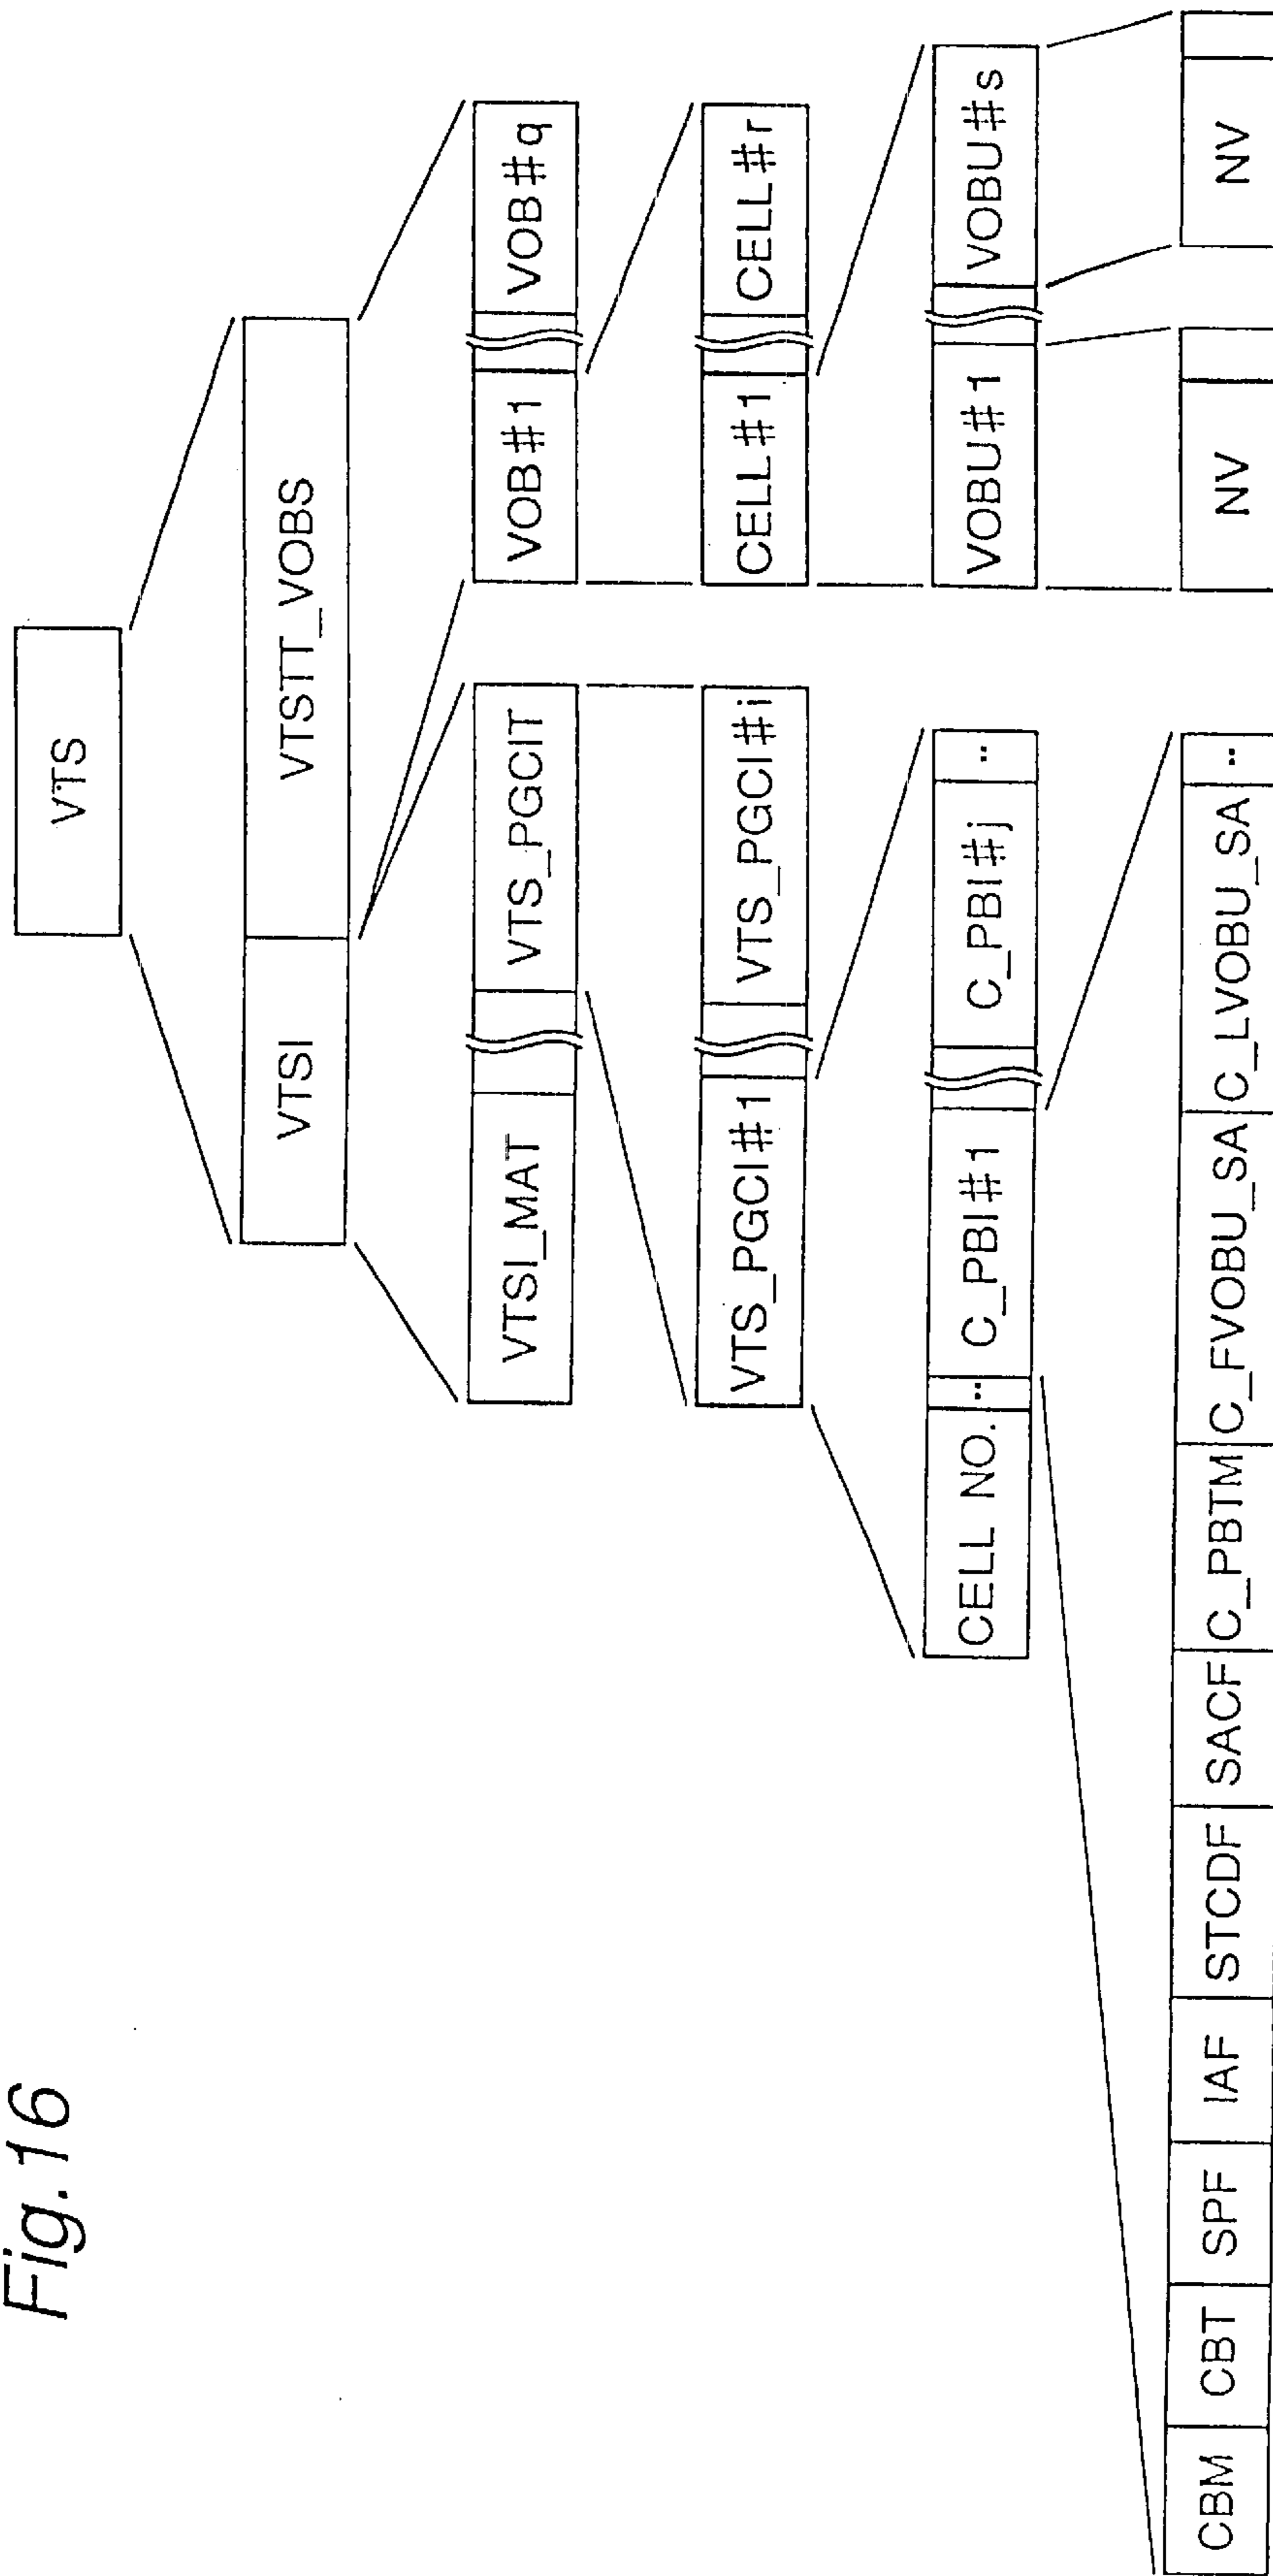 Fig.16
VTS
VTSI VTSTT_VOBS
VTSI_MAT VTS_PGCIT VOB#1 VOB#q
VTS_PGCI#1 VTS_PGCI#i CELL#1 CELL#r
CELL NO. .. C_PBI#1 C_PBI#j .. VOBU#1 VOBU#s
CBM CBT SPF IAF STCDF SACF C_PBTM C_FVOBU_SA C_LVOBU_SA .. NV NV